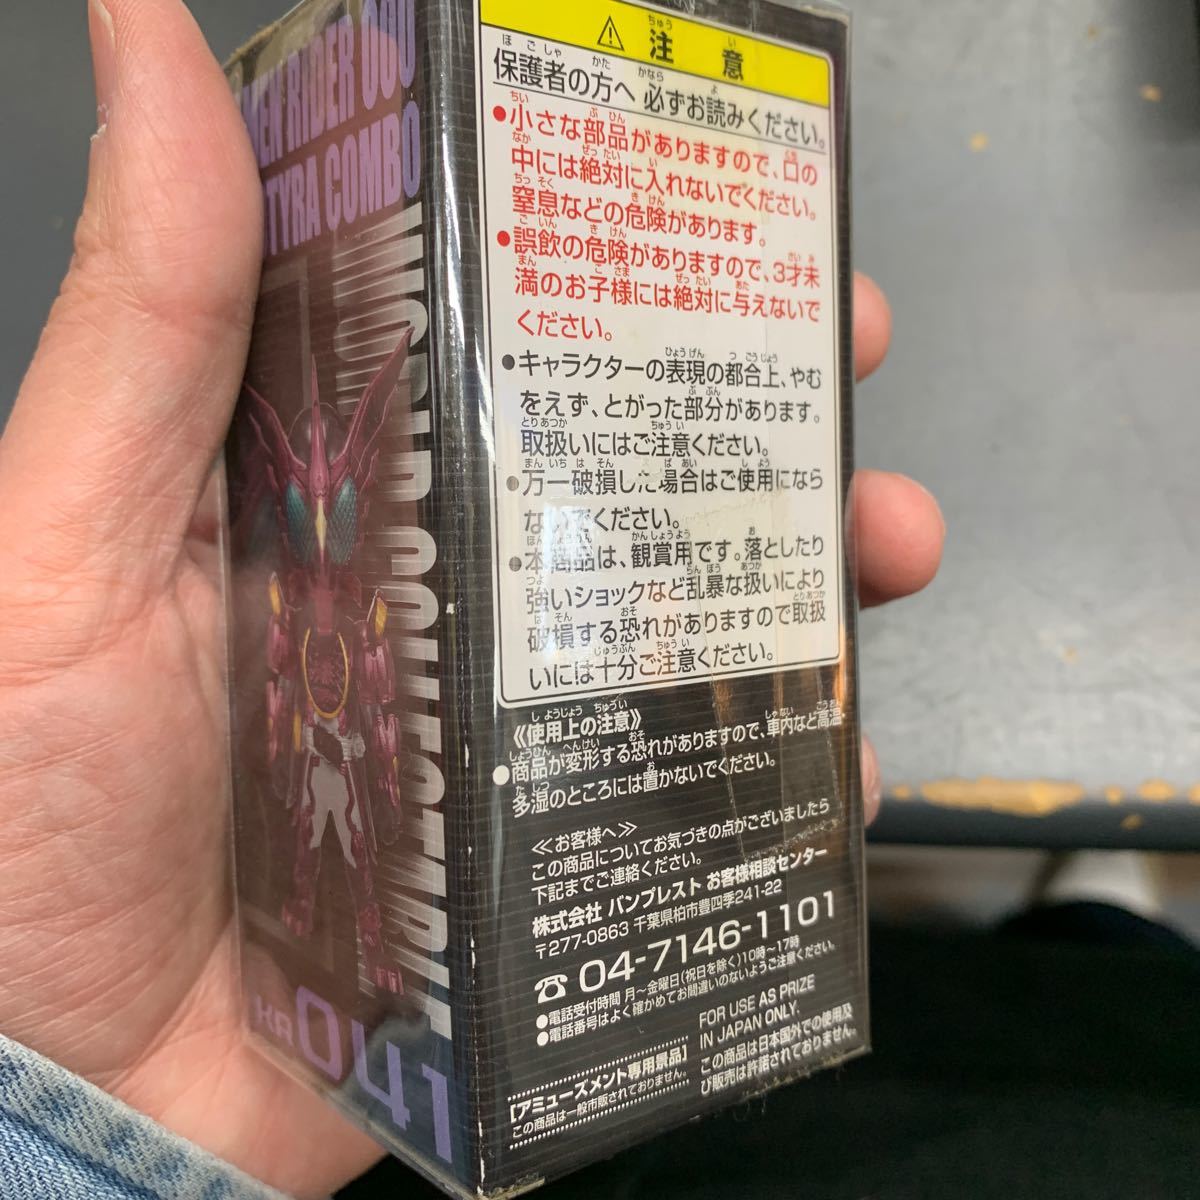 注意
保護者の方へ 必ずお読みください。
●小さな部品がありますので、口の
中には絶対に入れないでください。
窒息などの危険があります。
●誤飲の危険がありますので、3才未
満のお子様には絶対に与えないで
ください。
●キャラクターの表現の都合上、やむ
をえず、とがった部分があります。
取扱いにはご注意ください。
●万一破損した場合はご使用になら
ないでください。
●本商品は、観賞用です。落としたり
強いショックなど乱暴な扱いにより
破損する恐れがありますので取扱
いには十分ご注意ください。
《使用上の注意》
●商品が変形する恐れがありますので、車内など高温・
多湿のところには置かないでください。
≪お客様へ≫
この商品についてお気づきの点がございましたら
下記までご連絡ください。
株式会社 バンプレスト お客様相談センター
〒277-0863 千葉県柏市豊四季241-22
☎ 04-7146-1101
●電話受付時間 月～金曜日(祝日を除く)10時～17時
●電話番号はよく確かめてお間違いのないようご注意ください。
[アミューズメント専用景品]
この商品は一般市販されておりません。
FOR USE AS PRIZE
IN JAPAN ONLY.
この商品は日本国外での使用及
び販売は許諾されておりません。
RIDER OOO
TYRA COMBO
WORLD COLLECTABLE
KR041